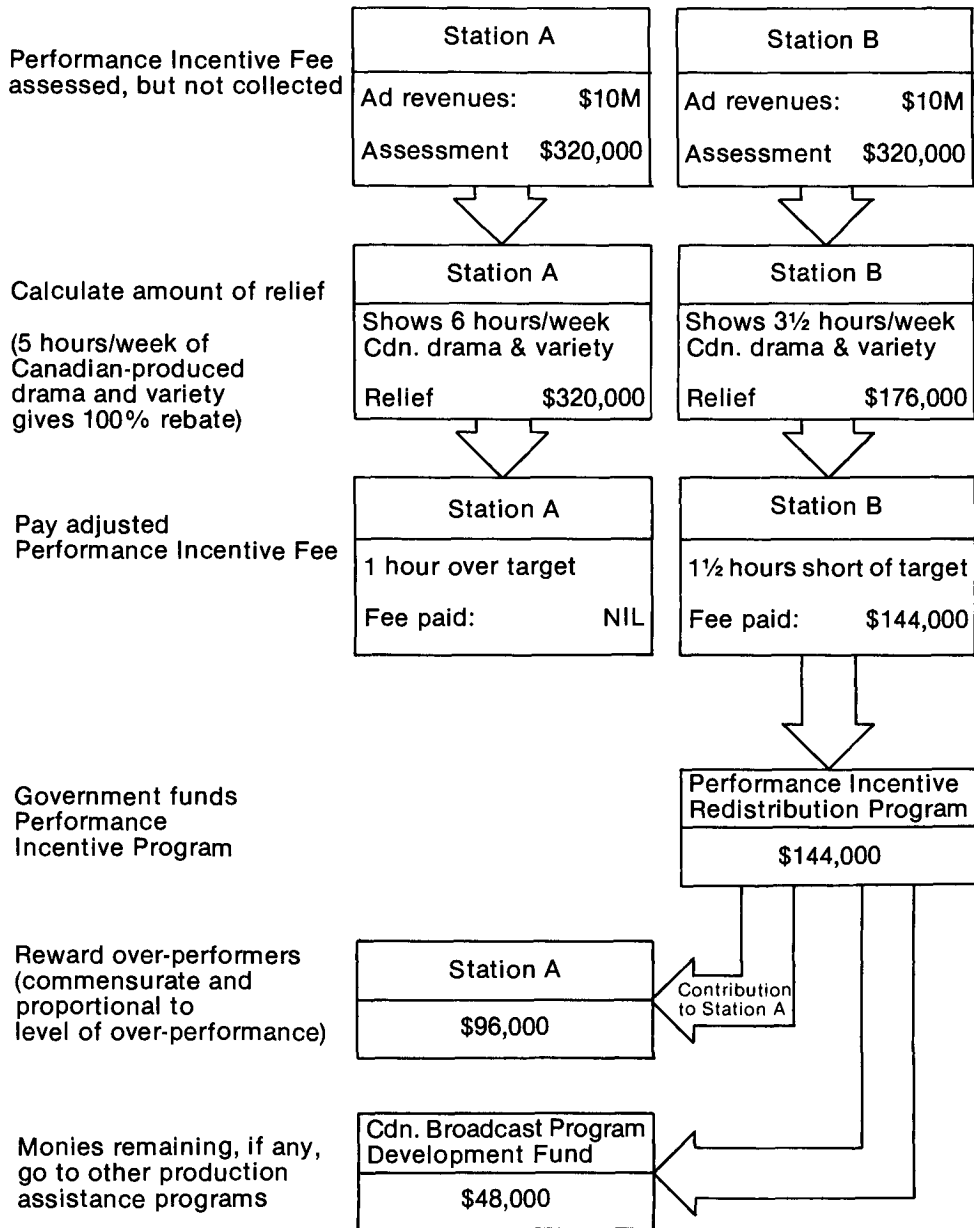 Performance Incentive Fee
assessed, but not collected
Station A
Ad revenues: $10M
Assessment $320,000
Station B
Ad revenues: $10M
Assessment $320,000
Calculate amount of relief
(5 hours/week of
Canadian-produced
drama and variety
gives 100% rebate)
Station A
Shows 6 hours/week
Cdn. drama & variety
Relief $320,000
Station B
Shows 3½ hours/week
Cdn. drama & variety
Relief $176,000
Pay adjusted
Performance Incentive Fee
Station A
1 hour over target
Fee paid: NIL
Station B
1½ hours short of target
Fee paid: $144,000
Government funds
Performance
Incentive Program
Performance Incentive
Redistribution Program
$144,000
Reward over-performers
(commensurate and
proportional to
level of over-performance)
Station A
$96,000
Contribution
to Station A
Monies remaining, if any,
go to other production
assistance programs
Cdn. Broadcast Program
Development Fund
$48,000